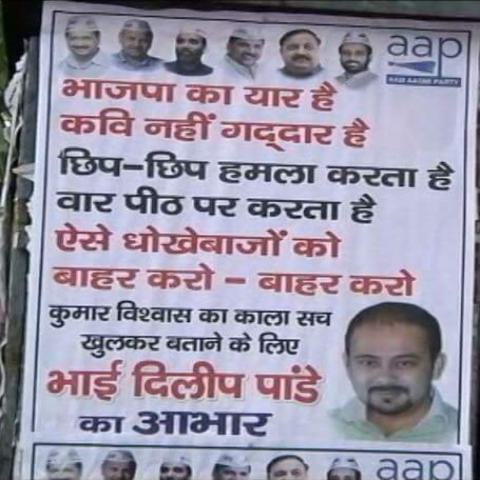 aap
AAM AADMI PARTY
भाजपा का यार है
कवि नहीं गद्दार है
छिप-छिप हमला करता है
वार पीठ पर करता है
ऐसे धोखेबाजों को
बाहर करो - बाहर करो
कुमार विश्वास का काला सच
खुलकर बताने के लिए
भाई दिलीप पांडे
का आभार
aap